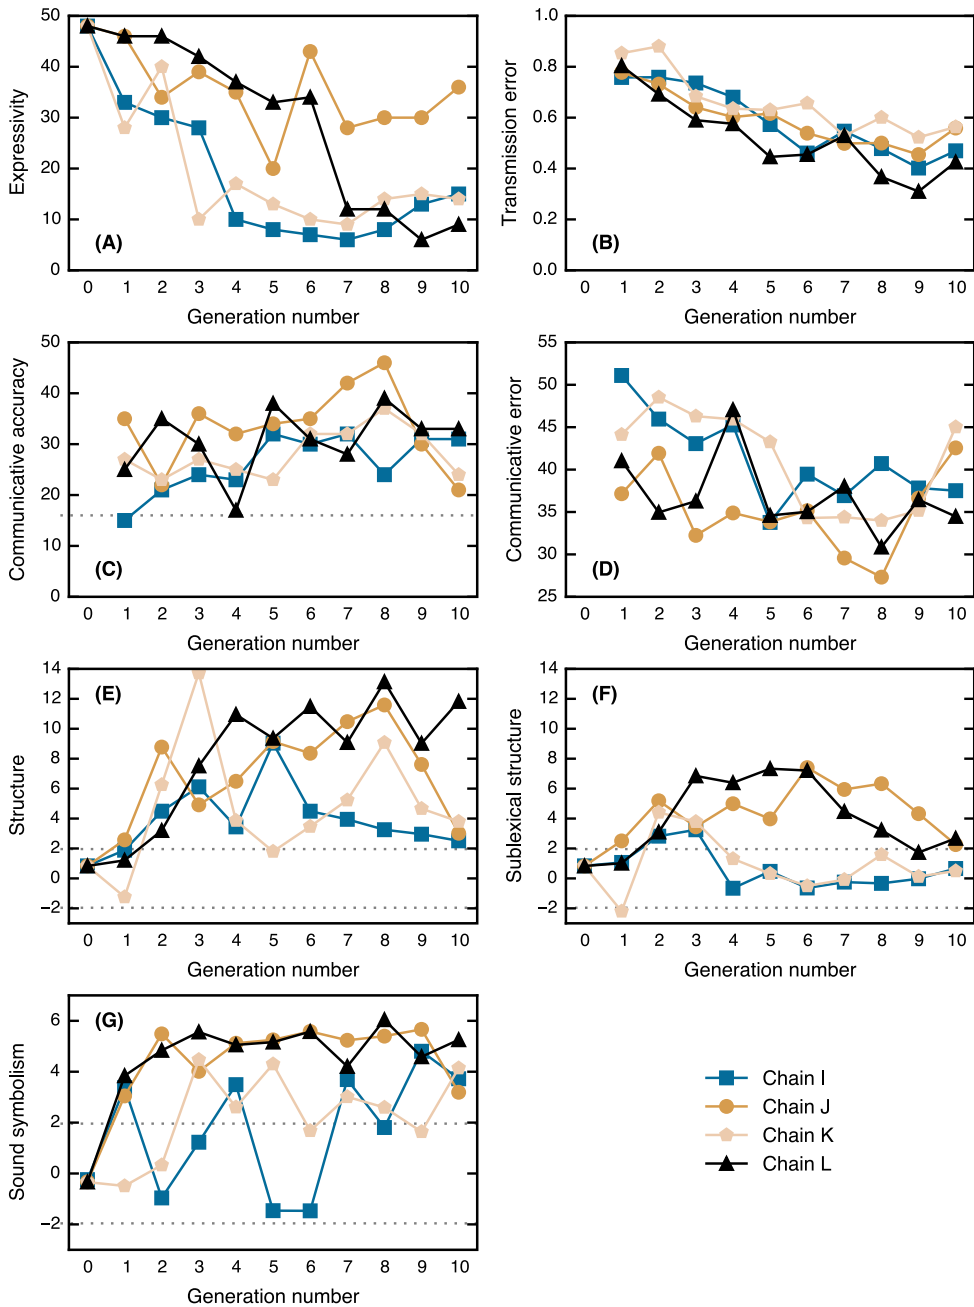 50
40
30
20
10
0
Expressivity
(A)
0 1 2 3 4 5 6 7 8 9 10
Generation number
1.0
0.8
0.6
0.4
0.2
0.0
Transmission error
(B)
0 1 2 3 4 5 6 7 8 9 10
Generation number
50
40
30
20
10
0
Communicative accuracy
(C)
0 1 2 3 4 5 6 7 8 9 10
Generation number
55
50
45
40
35
30
25
Communicative error
(D)
0 1 2 3 4 5 6 7 8 9 10
Generation number
14
12
10
8
6
4
2
0
−2
Structure
(E)
0 1 2 3 4 5 6 7 8 9 10
Generation number
14
12
10
8
6
4
2
0
−2
Sublexical structure
(F)
0 1 2 3 4 5 6 7 8 9 10
Generation number
6
4
2
0
−2
Sound symbolism
(G)
0 1 2 3 4 5 6 7 8 9 10
Generation number
Chain I
Chain J
Chain K
Chain L